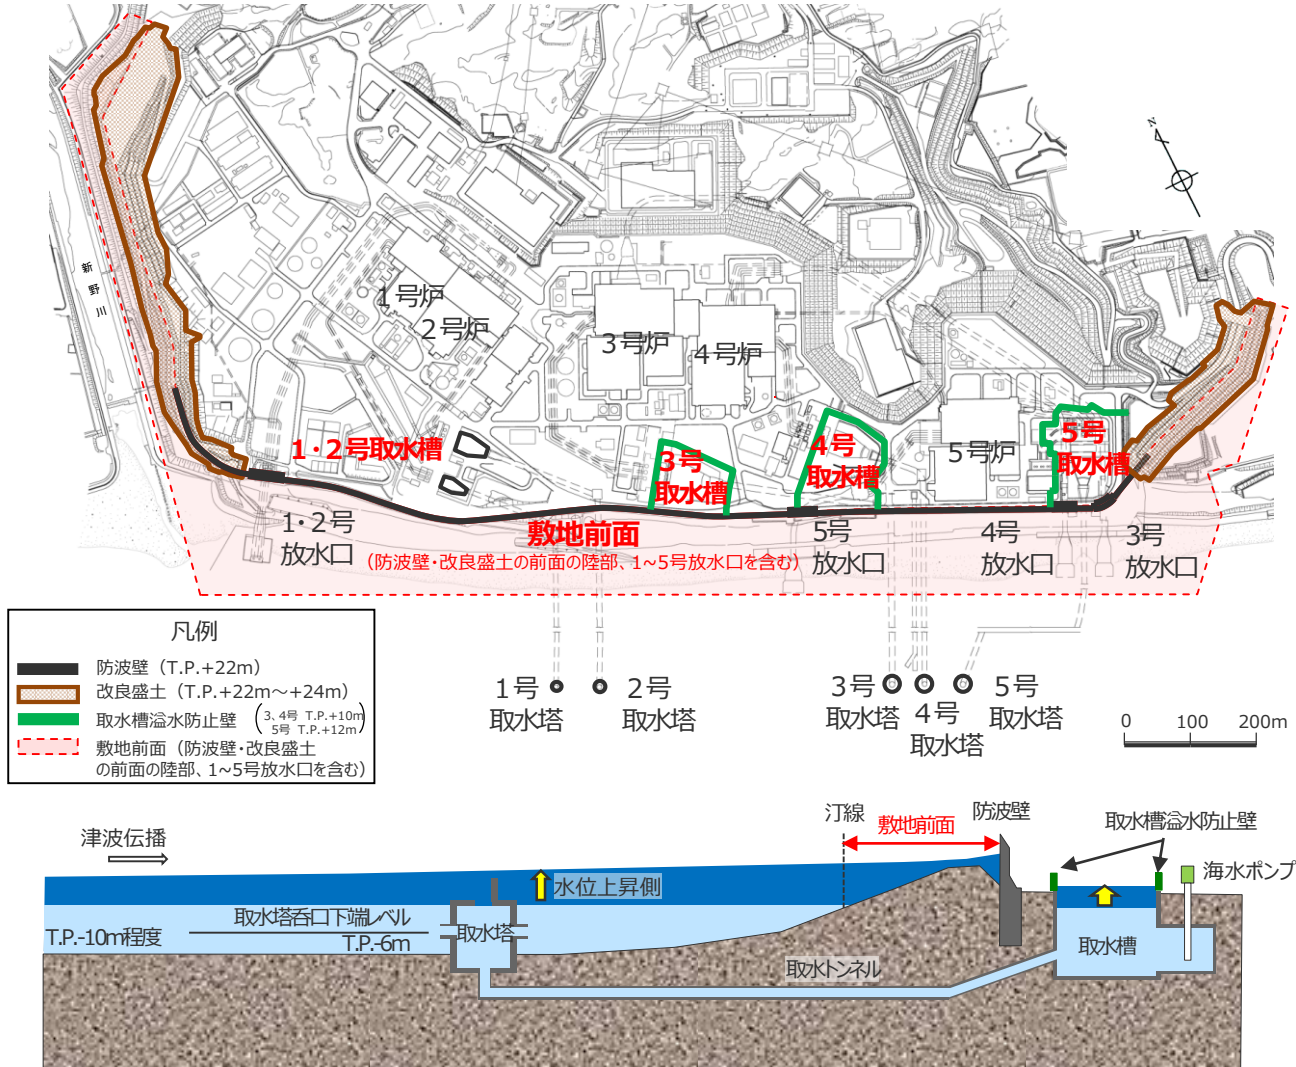 N
新
野
川
1号炉
2号炉
3号炉
4号炉
5号炉
1・2号取水槽
3号
取水槽
4号
取水槽
5号
取水槽
1・2号
放水口
敷地前面
(防波壁・改良盛土の前面の陸部、1~5号放水口を含む)
5号
放水口
4号
放水口
3号
放水口
凡例
防波壁（T.P.+22m）
改良盛土（T.P.+22m～+24m）
取水槽溢水防止壁
3、4号 T.P.+10m
5号 T.P.+12m
敷地前面（防波壁・改良盛土
の前面の陸部、1~5号放水口を含む）
1号
取水塔
2号
取水塔
3号
取水塔
4号
取水塔
5号
取水塔
0 100 200m
津波伝播
汀線
敷地前面
防波壁
取水槽溢水防止壁
海水ポンプ
水位上昇側
取水塔呑口下端レベル
T.P.-10m程度
T.P.-6m
取水塔
取水槽
取水トンネル